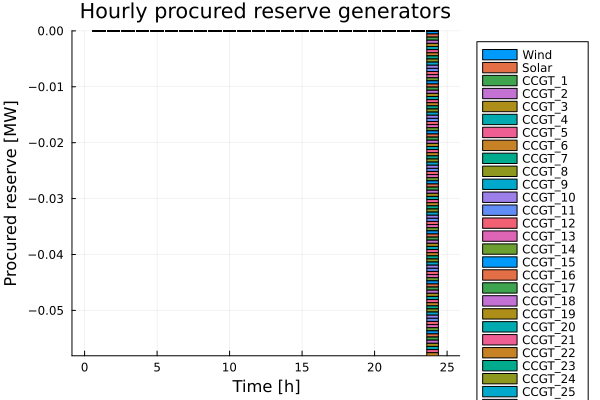 Hourly procured reserve generators
0.00
−0.01
−0.02
−0.03
−0.04
−0.05
Procured reserve [MW]
0 5 10 15 20 25
Time [h]
Wind
Solar
CCGT_1
CCGT_2
CCGT_3
CCGT_4
CCGT_5
CCGT_6
CCGT_7
CCGT_8
CCGT_9
CCGT_10
CCGT_11
CCGT_12
CCGT_13
CCGT_14
CCGT_15
CCGT_16
CCGT_17
CCGT_18
CCGT_19
CCGT_20
CCGT_21
CCGT_22
CCGT_23
CCGT_24
CCGT_25